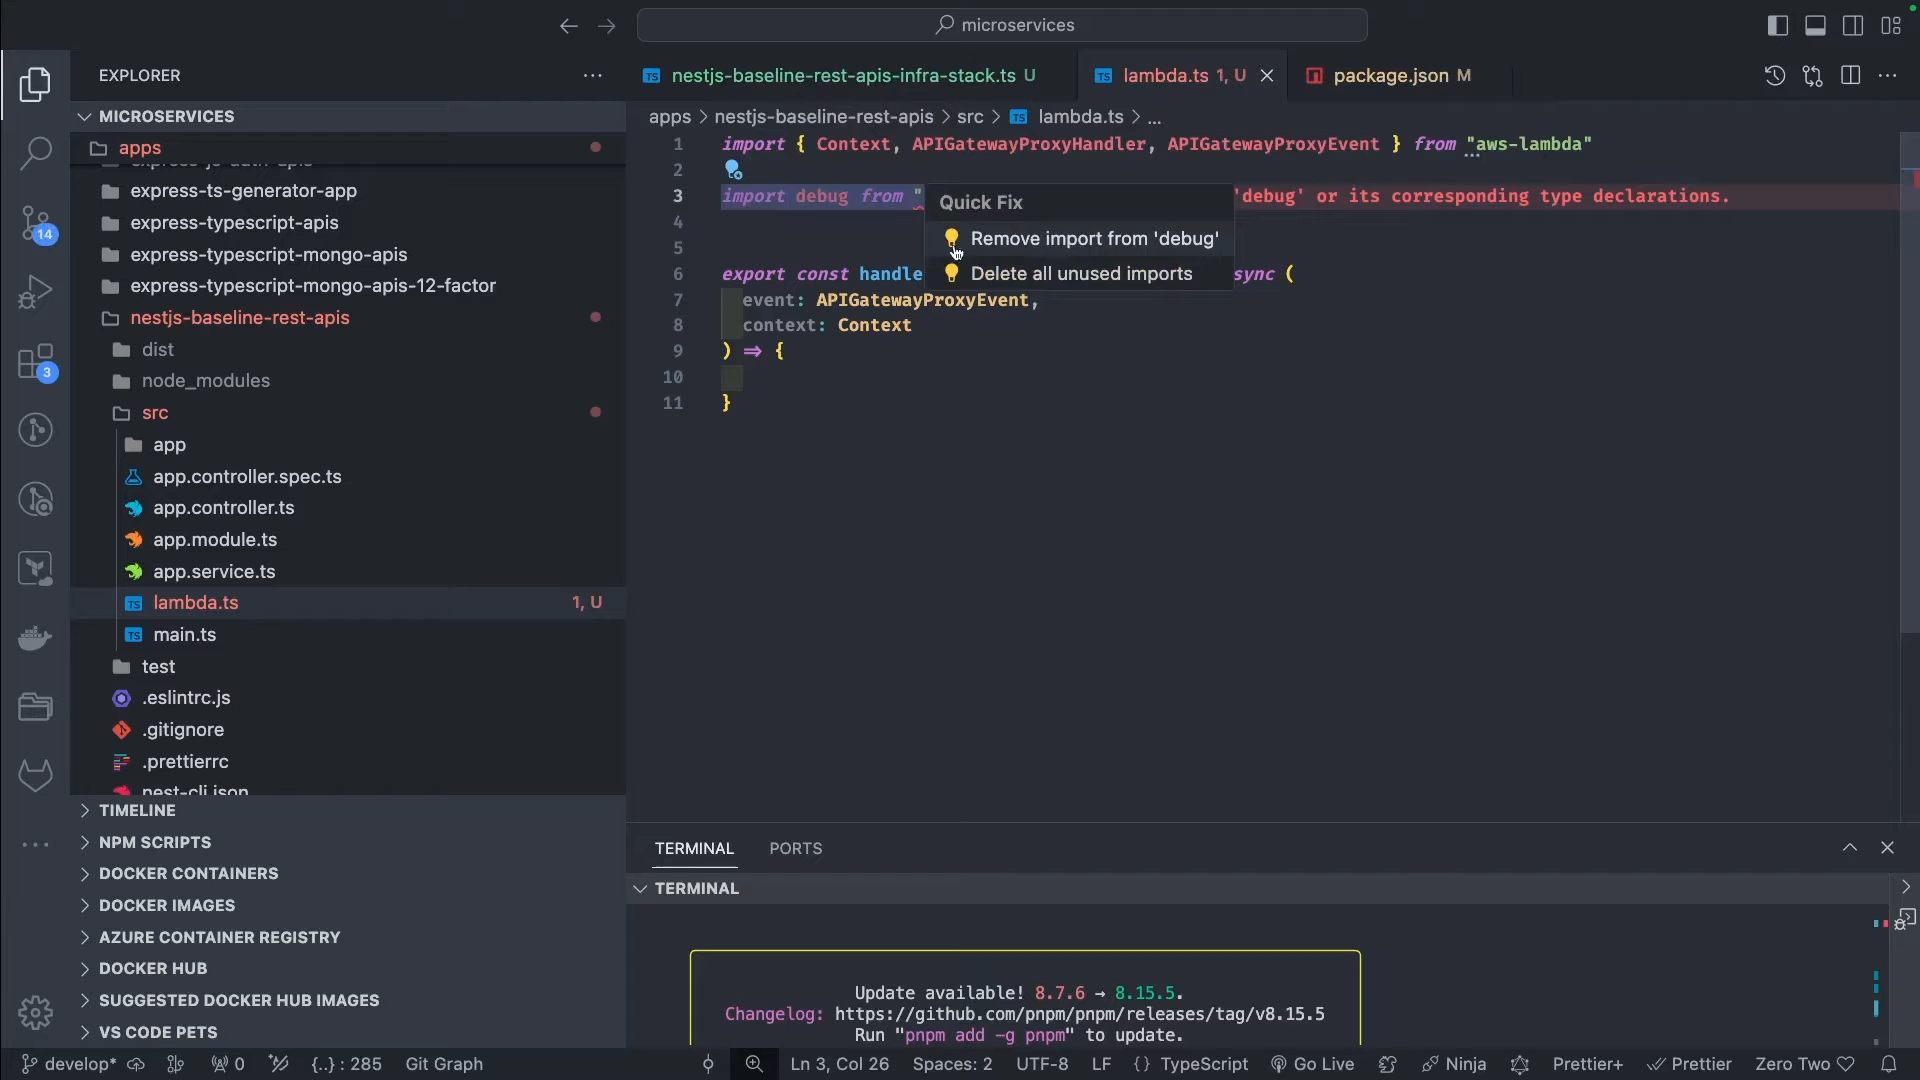 microservices
EXPLORER
nestjs-baseline-rest-apis-infra-stack.ts U
lambda.ts 1, U
package.json M
MICROSERVICES
apps > nestjs-baseline-rest-apis > src > lambda.ts > ...
apps
express-js-auth-apis
express-ts-generator-app
express-typescript-apis
express-typescript-mongo-apis
express-typescript-mongo-apis-12-factor
nestjs-baseline-rest-apis
dist
node_modules
src
app
app.controller.spec.ts
app.controller.ts
app.module.ts
app.service.ts
lambda.ts 1, U
main.ts
test
.eslintrc.js
.gitignore
.prettierrc
nest-cli.json
TIMELINE
NPM SCRIPTS
DOCKER CONTAINERS
DOCKER IMAGES
AZURE CONTAINER REGISTRY
DOCKER HUB
SUGGESTED DOCKER HUB IMAGES
VS CODE PETS
14
3
1 import { Context, APIGatewayProxyHandler, APIGatewayProxyEvent } from "aws-lambda"
2
3 import debug from " 'debug' or its corresponding type declarations.
4
5
6 export const handle sync (
7 event: APIGatewayProxyEvent,
8 context: Context
9 ) => {
10
11 }
Quick Fix
Remove import from 'debug'
Delete all unused imports
TERMINAL PORTS
TERMINAL
Update available! 8.7.6 → 8.15.5.
Changelog: https://github.com/pnpm/pnpm/releases/tag/v8.15.5
Run "pnpm add -g pnpm" to update.
develop* 0 {..} : 285 Git Graph Ln 3, Col 26 Spaces: 2 UTF-8 LF {} TypeScript Go Live Ninja Prettier+ Prettier Zero Two